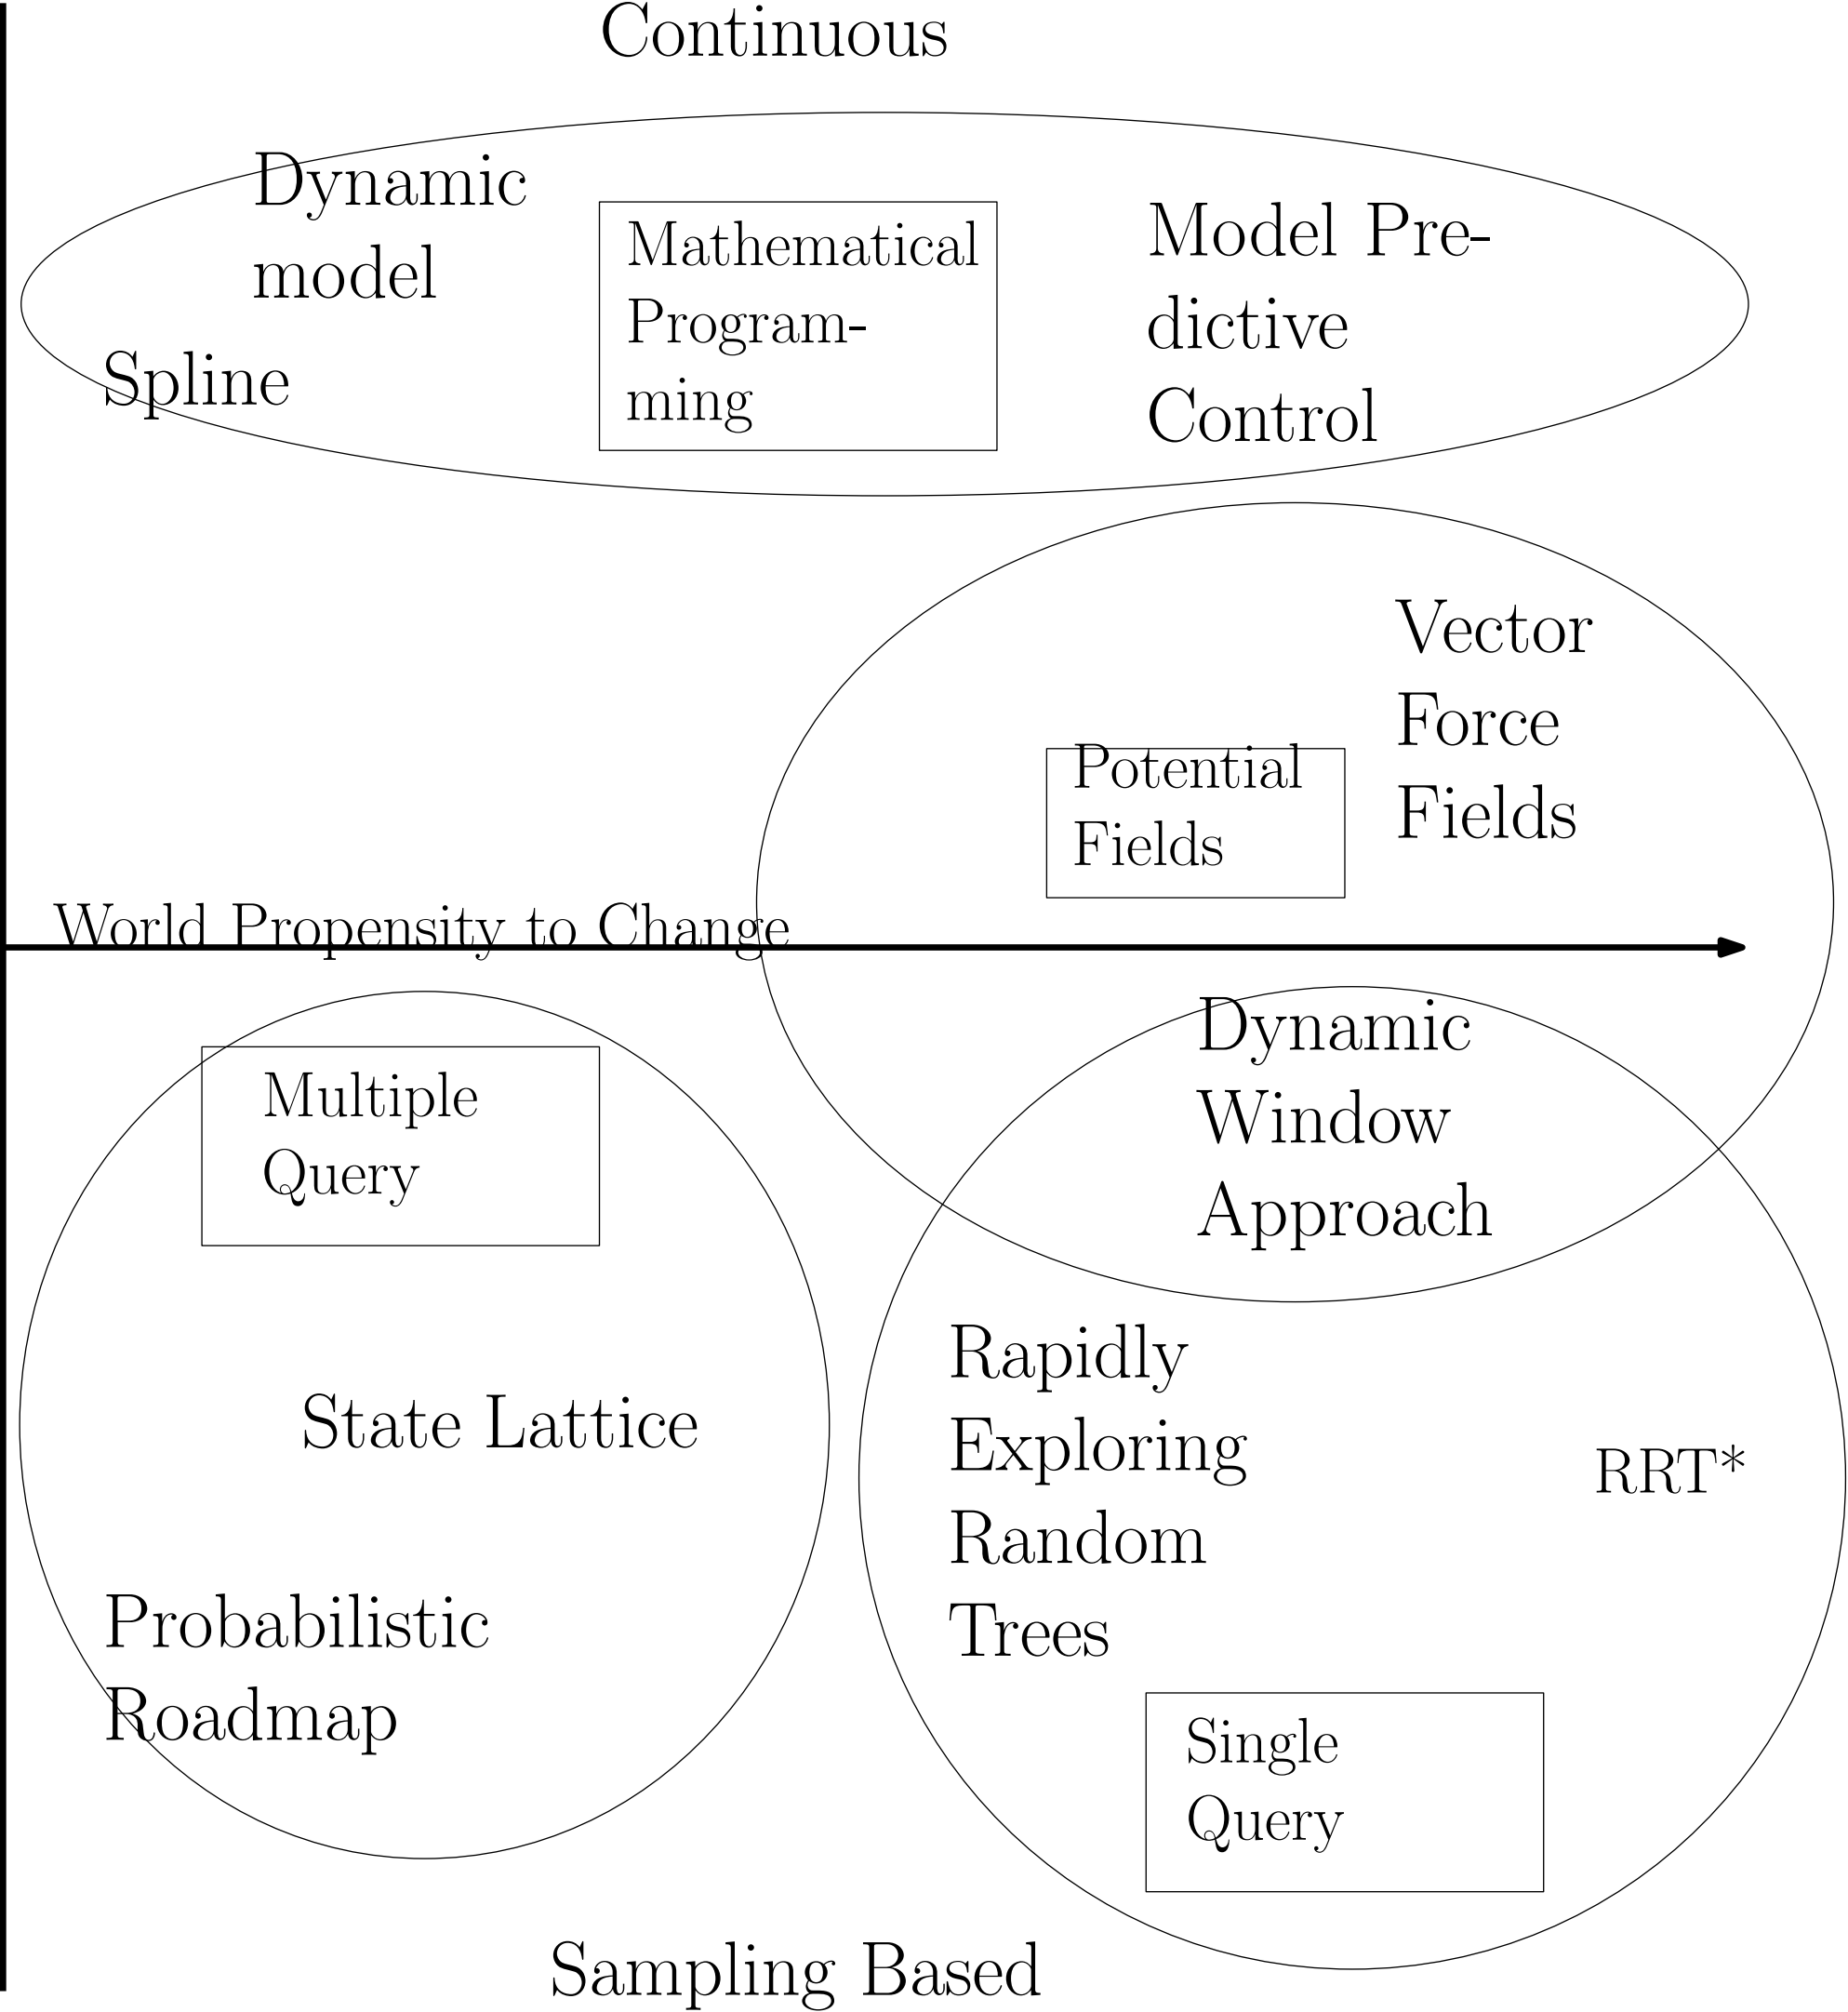 Continuous
Dynamic
model
Spline
Mathematical
Program-
ming
Model Pre-
dictive
Control
Vector
Force
Fields
Potential
Fields
World Propensity to Change
Multiple
Query
State Lattice
Probabilistic
Roadmap
Dynamic
Window
Approach
Rapidly
Exploring
Random
Trees
RRT*
Single
Query
Sampling Based